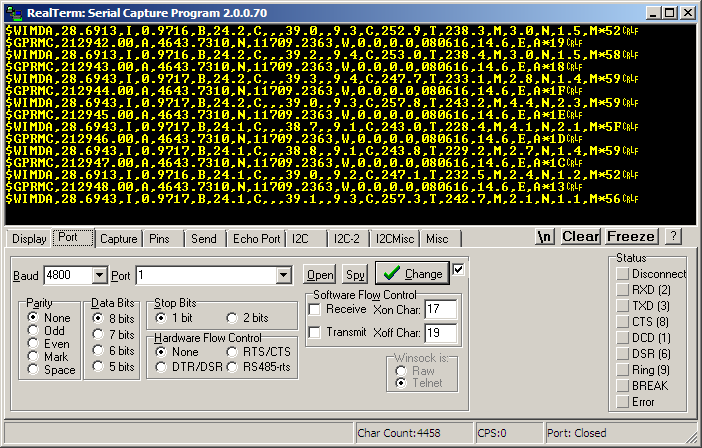 RealTerm: Serial Capture Program 2.0.0.70
$WIMDA,28.6913,I,0.9716,B,24.2,C,,,39.0,,9.3,C,252.9,T,238.3,M,3.0,N,1.5,M*52CRLF
$GPRMC,212942.00,A,4643.7310,N,11709.2363,W,0.0,0.0,080616,14.6,E,A*19CRLF
$WIMDA,28.6943,I,0.9717,B,24.1,C,,,39.2,,9.4,C,253.0,T,238.4,M,3.0,N,1.5,M*58CRLF
$GPRMC,212943.00,A,4643.7310,N,11709.2363,W,0.0,0.0,080616,14.6,E,A*18CRLF
$WIMDA,28.6943,I,0.9717,B,24.2,C,,,39.3,,9.4,C,247.7,T,233.1,M,2.8,N,1.4,M*59CRLF
$GPRMC,212944.00,A,4643.7310,N,11709.2363,W,0.0,0.0,080616,14.6,E,A*1FCRLF
$WIMDA,28.6943,I,0.9717,B,24.2,C,,,39.0,,9.3,C,257.8,T,243.2,M,4.4,N,2.3,M*59CRLF
$GPRMC,212945.00,A,4643.7310,N,11709.2363,W,0.0,0.0,080616,14.6,E,A*1ECRLF
$WIMDA,28.6943,I,0.9717,B,24.1,C,,,38.7,,9.1,C,243.0,T,228.4,M,4.1,N,2.1,M*5FCRLF
$GPRMC,212946.00,A,4643.7310,N,11709.2363,W,0.0,0.0,080616,14.6,E,A*1DCRLF
$WIMDA,28.6943,I,0.9717,B,24.1,C,,,38.8,,9.1,C,243.8,T,229.2,M,2.7,N,1.4,M*59CRLF
$GPRMC,212947.00,A,4643.7310,N,11709.2363,W,0.0,0.0,080616,14.6,E,A*1CCRLF
$WIMDA,28.6943,I,0.9717,B,24.1,C,,,39.0,,9.2,C,247.1,T,232.5,M,2.4,N,1.2,M*52CRLF
$GPRMC,212948.00,A,4643.7310,N,11709.2363,W,0.0,0.0,080616,14.6,E,A*13CRLF
$WIMDA,28.6943,I,0.9717,B,24.1,C,,,39.1,,9.3,C,257.3,T,242.7,M,2.1,N,1.1,M*56CRLF
Display Port Capture Pins Send Echo Port I2C I2C-2 I2CMisc Misc \n Clear Freeze ?
Baud 4800 Port 1 Open Spy Change
Parity
None
Odd
Even
Mark
Space
Data Bits
8 bits
7 bits
6 bits
5 bits
Stop Bits
1 bit 2 bits
Hardware Flow Control
None RTS/CTS
DTR/DSR RS485-rts
Software Flow Control
Receive Xon Char: 17
Transmit Xoff Char: 19
Winsock is:
Raw
Telnet
Status
Disconnect
RXD (2)
TXD (3)
CTS (8)
DCD (1)
DSR (6)
Ring (9)
BREAK
Error
Char Count:4458 CPS:0 Port: Closed